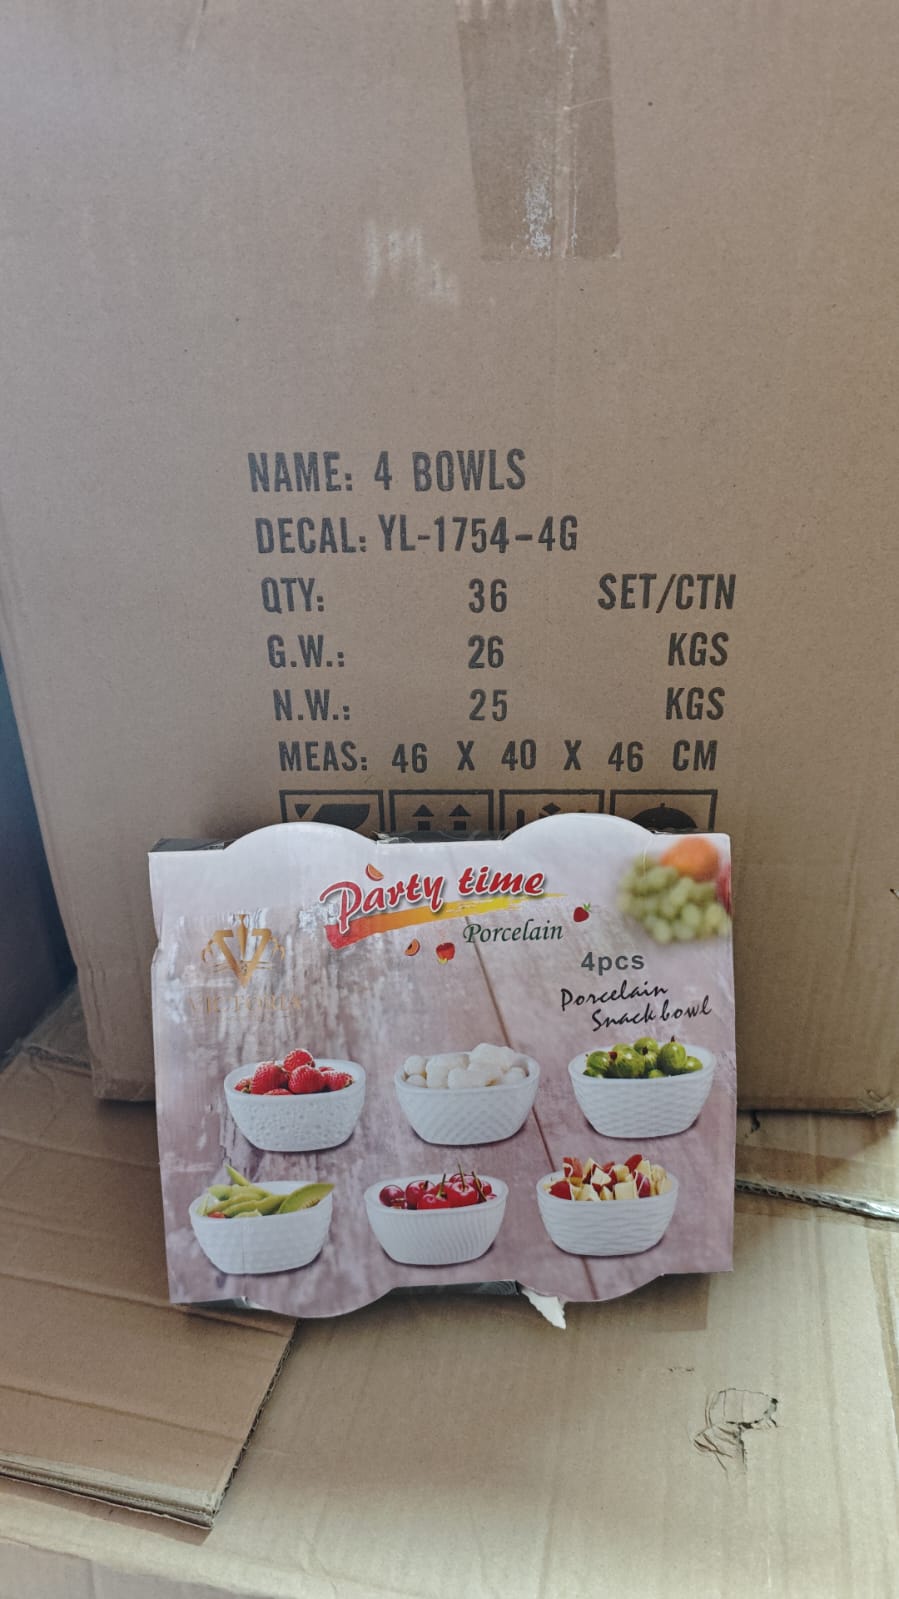 NAME: 4 BOWLS
DECAL: YL-1754-4G
QTY: 36 SET/CTN
G.W.: 26 KGS
N.W.: 25 KGS
MEAS: 46 X 40 X 46 CM
Party time
Porcelain
4pcs
Porcelain
Snack bowl